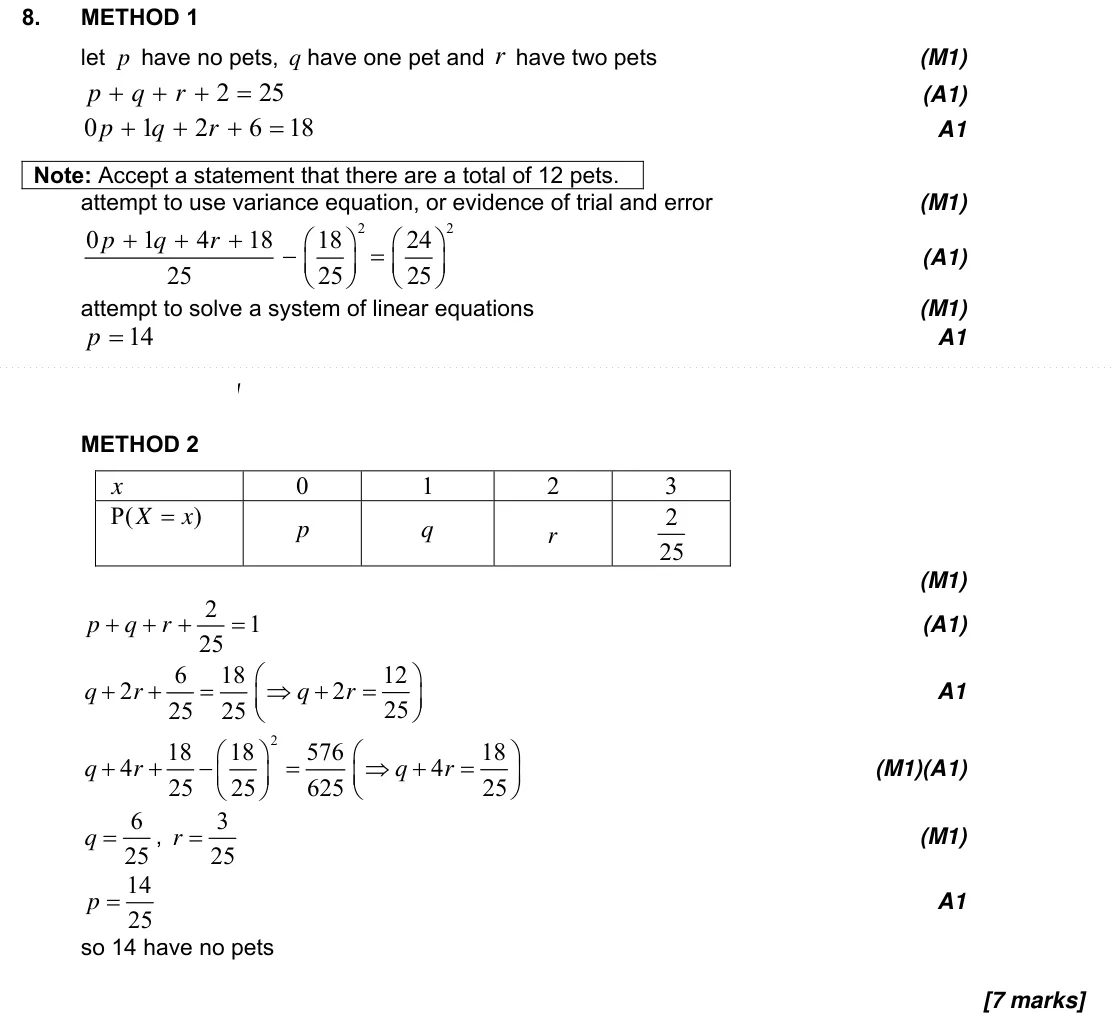 8. METHOD 1
let p have no pets, q have one pet and r have two pets (M1)
p + q + r + 2 = 25 (A1)
0p + 1q + 2r + 6 = 18 A1
Note: Accept a statement that there are a total of 12 pets.
attempt to use variance equation, or evidence of trial and error (M1)
(0p + 1q + 4r + 18)/25 − (18/25)² = (24/25)² (A1)
attempt to solve a system of linear equations (M1)
p = 14 A1
METHOD 2
x 0 1 2 3
P(X = x) p q r 2/25
(M1)
p + q + r + 2/25 = 1 (A1)
q + 2r + 6/25 = 18/25 (⇒ q + 2r = 12/25) A1
q + 4r + 18/25 − (18/25)² = 576/625 (⇒ q + 4r = 18/25) (M1)(A1)
q = 6/25, r = 3/25 (M1)
p = 14/25 A1
so 14 have no pets
[7 marks]